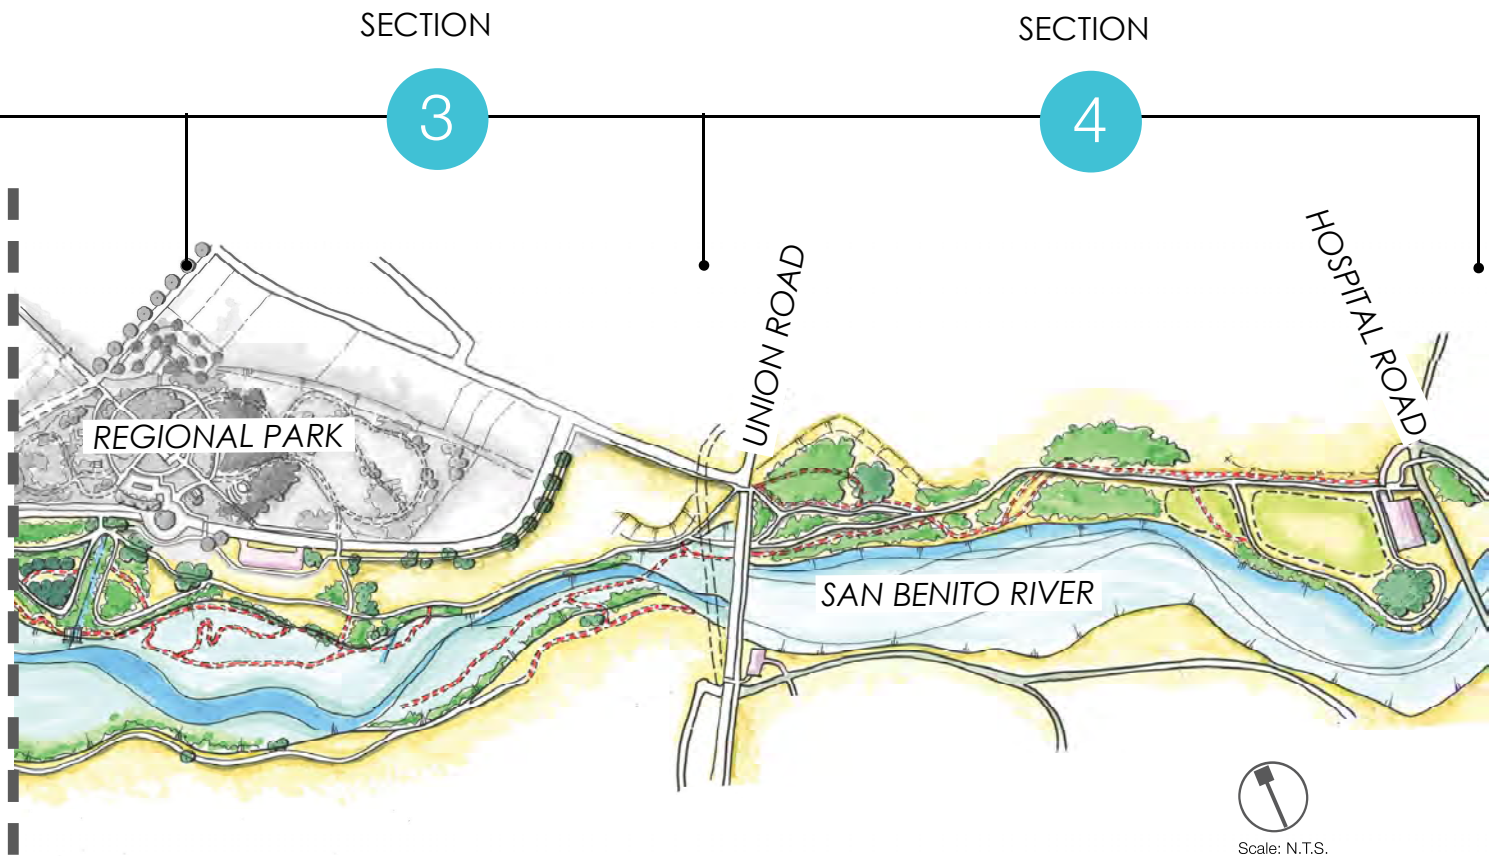 SECTION
SECTION
3
4
UNION ROAD
HOSPITAL ROAD
REGIONAL PARK
SAN BENITO RIVER
Scale: N.T.S.